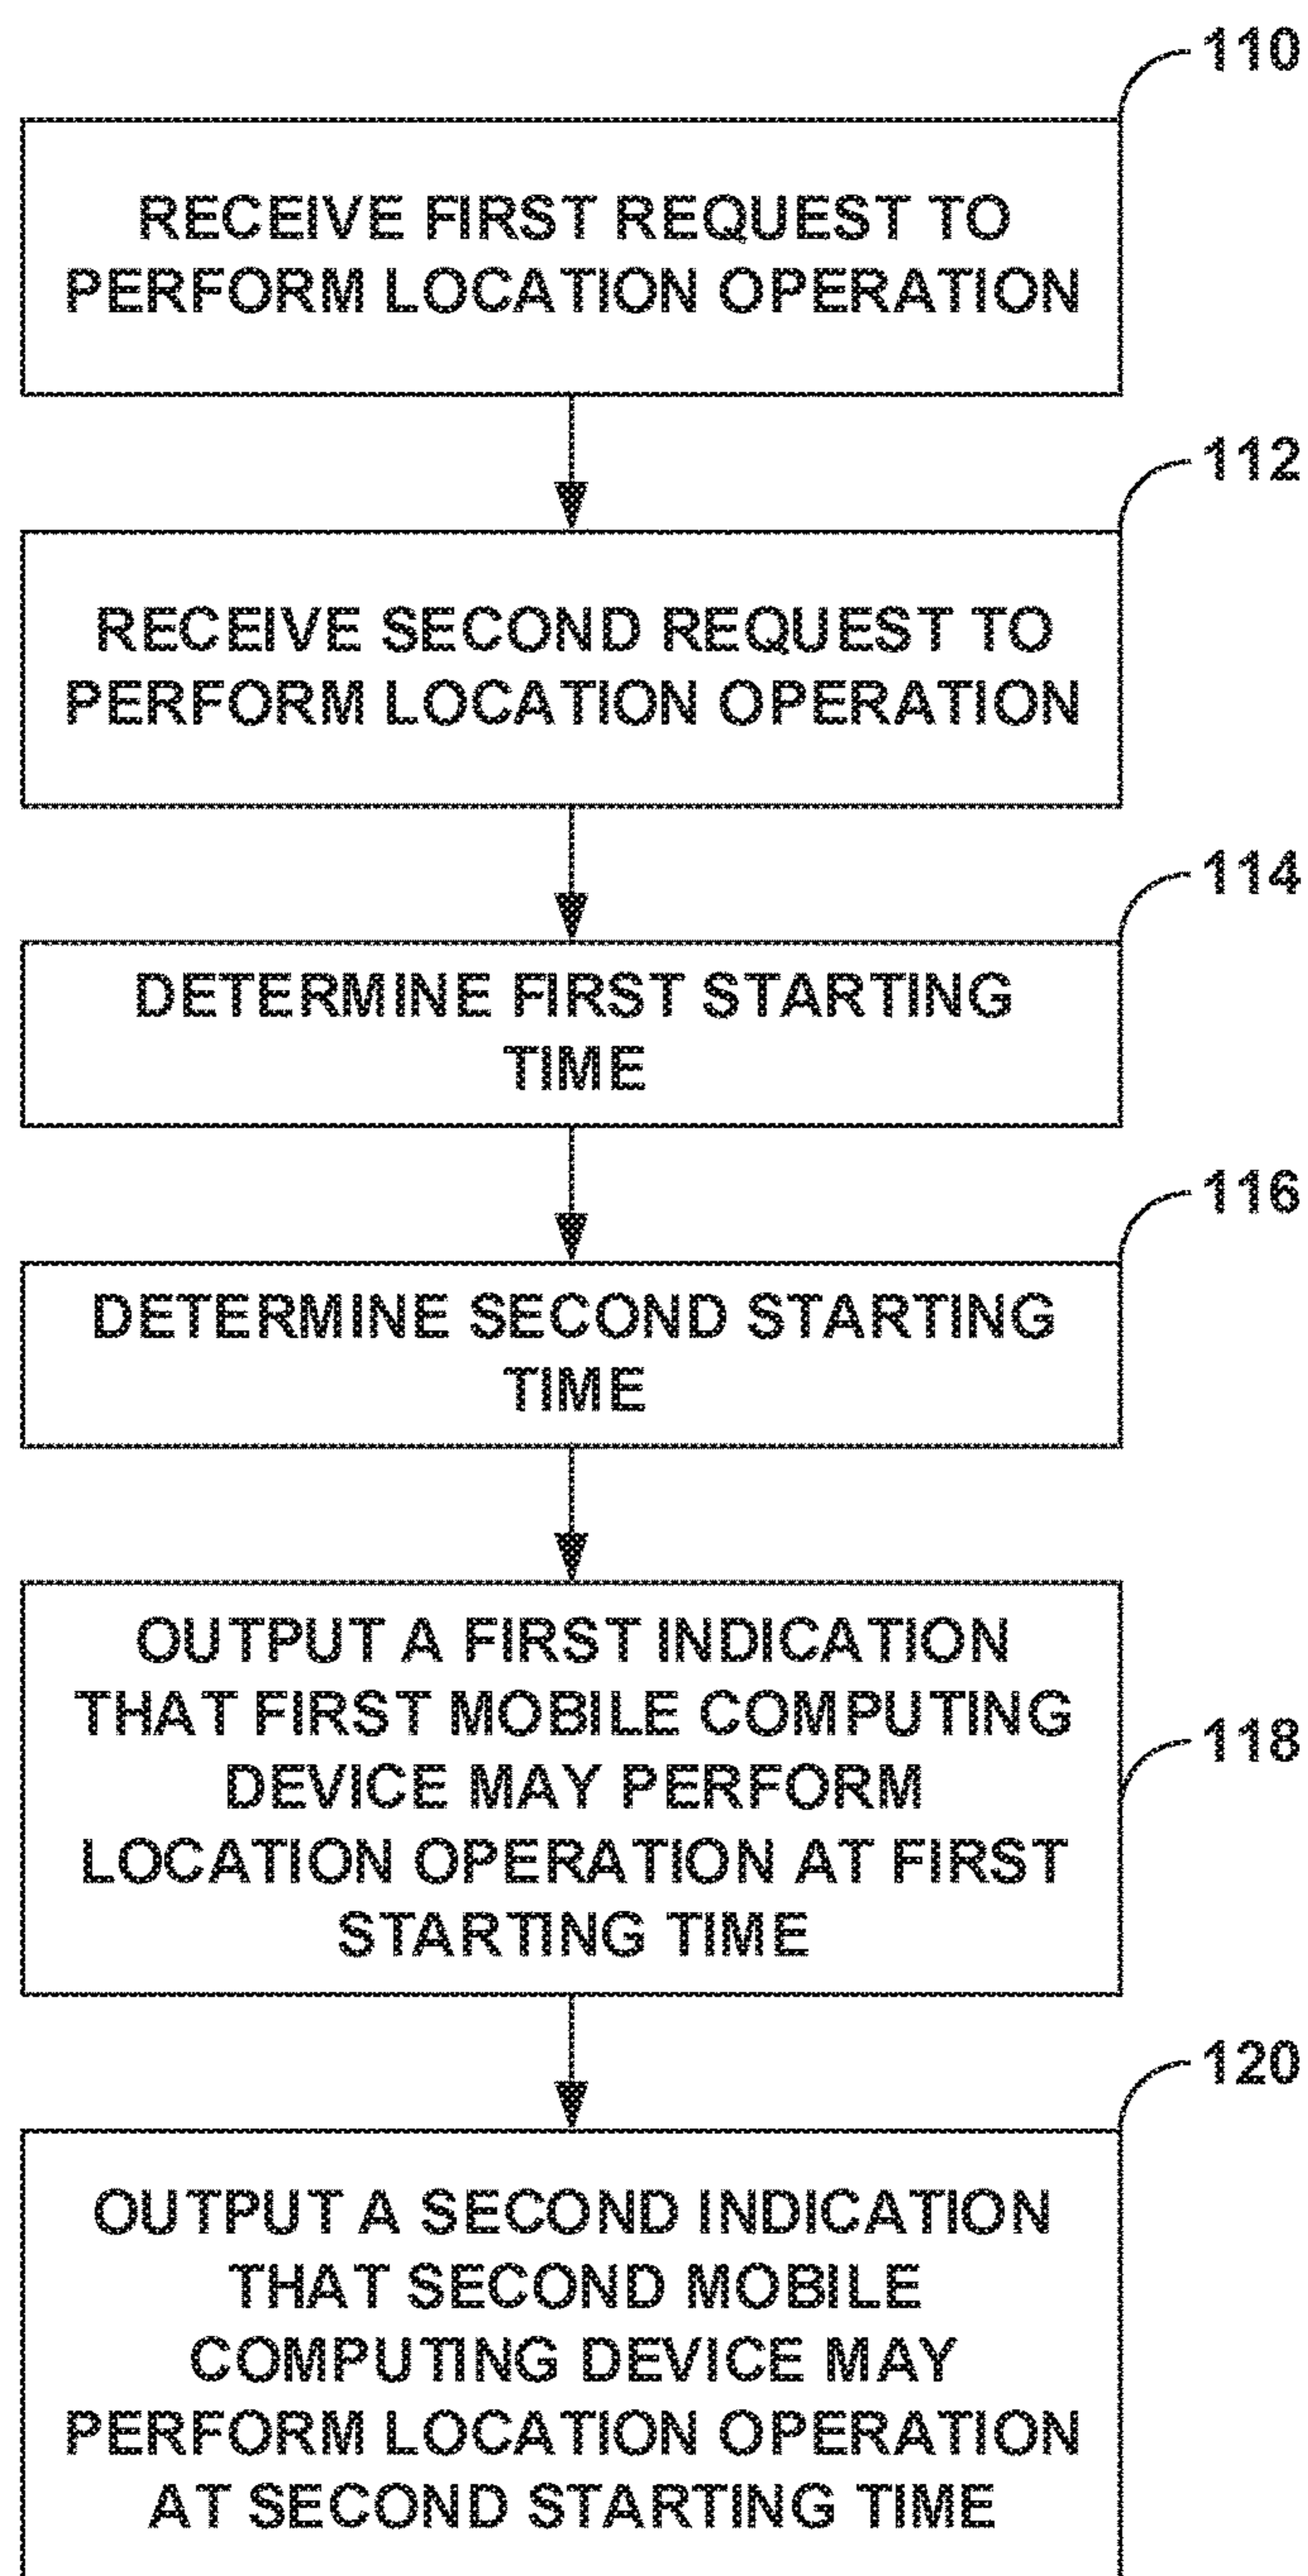 110
RECEIVE FIRST REQUEST TO
PERFORM LOCATION OPERATION
112
RECEIVE SECOND REQUEST TO
PERFORM LOCATION OPERATION
114
DETERMINE FIRST STARTING
TIME
116
DETERMINE SECOND STARTING
TIME
118
OUTPUT A FIRST INDICATION
THAT FIRST MOBILE COMPUTING
DEVICE MAY PERFORM
LOCATION OPERATION AT FIRST
STARTING TIME
120
OUTPUT A SECOND INDICATION
THAT SECOND MOBILE
COMPUTING DEVICE MAY
PERFORM LOCATION OPERATION
AT SECOND STARTING TIME